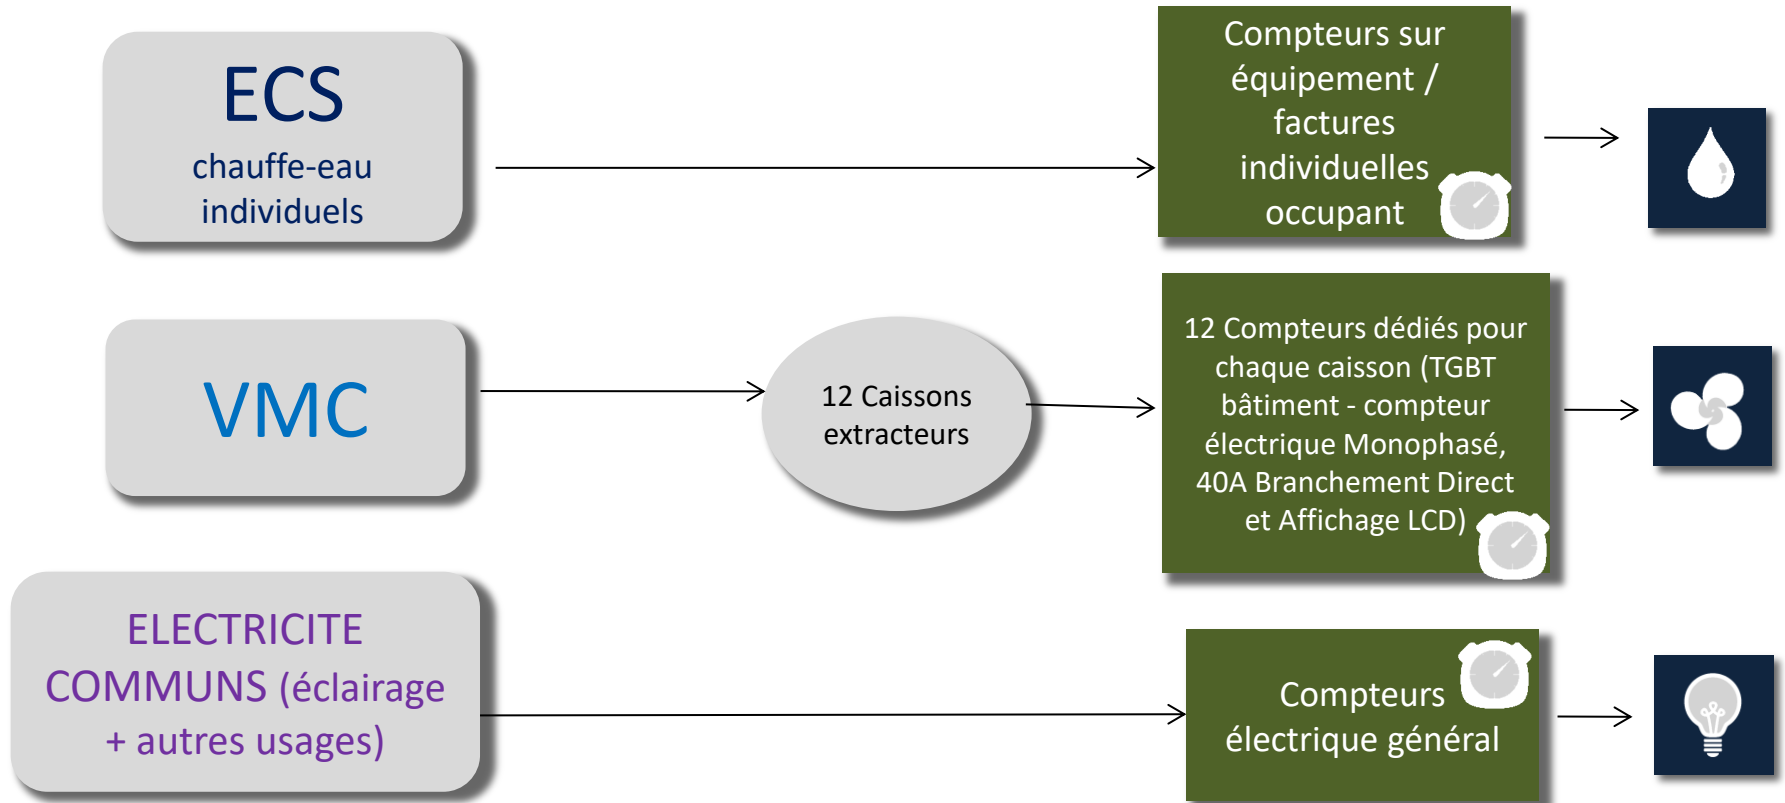 ECS
chauffe-eau
individuels
Compteurs sur
équipement /
factures
individuelles
occupant
VMC
12 Caissons
extracteurs
12 Compteurs dédiés pour
chaque caisson (TGBT
bâtiment - compteur
électrique Monophasé,
40A Branchement Direct
et Affichage LCD)
ELECTRICITE
COMMUNS (éclairage
+ autres usages)
Compteurs
électrique général